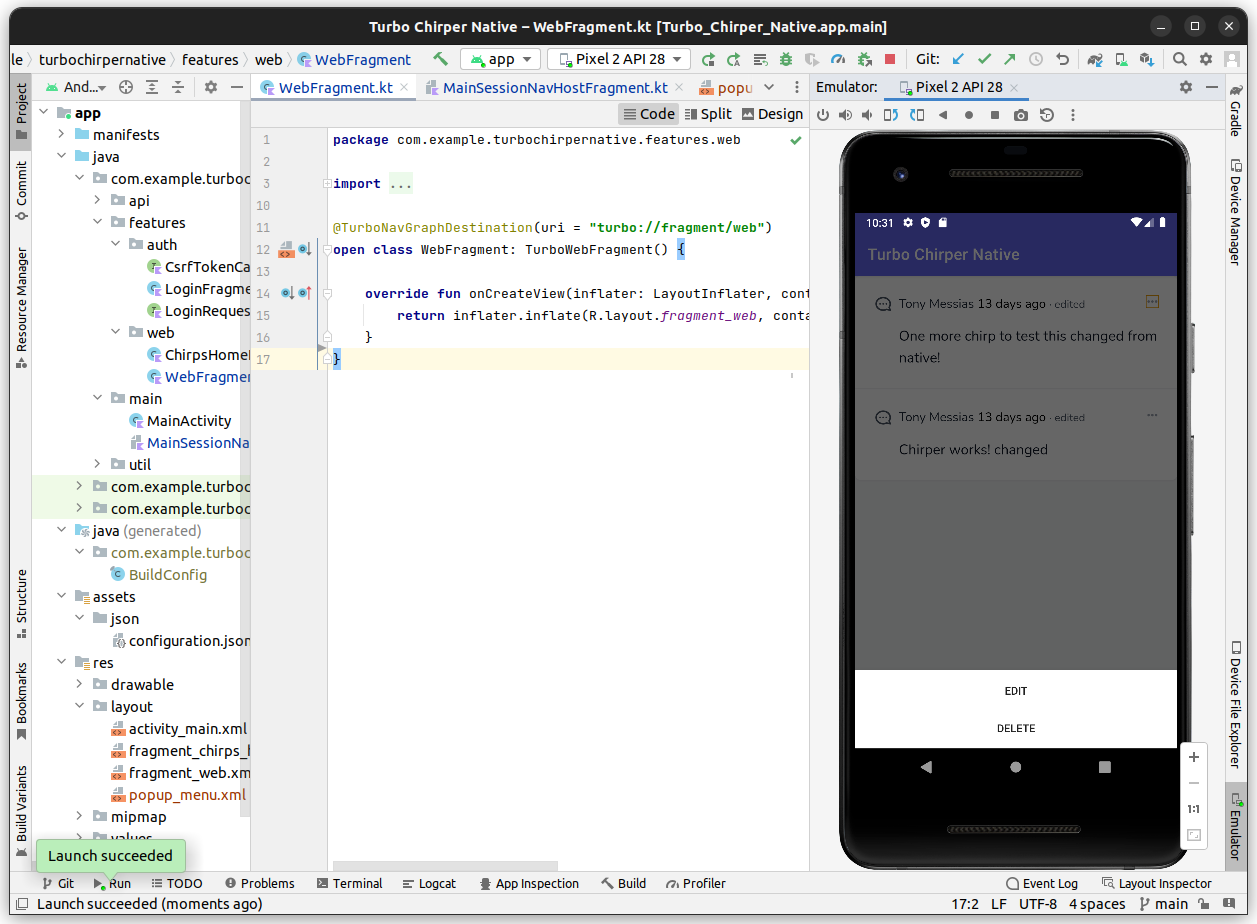 Turbo Chirper Native – WebFragment.kt [Turbo_Chirper_Native.app.main]
le turbochirpernative features web WebFragment app Pixel 2 API 28 Git:
And...
WebFragment.kt MainSessionNavHostFragment.kt popu
Emulator: Pixel 2 API 28
Code Split Design
Project
Commit
Resource Manager
Structure
Bookmarks
Build Variants
app
manifests
java
com.example.turboc
api
features
auth
CsrfTokenCa
LoginFragme
LoginReques
web
ChirpsHome
WebFragmen
main
MainActivity
MainSessionNa
util
com.example.turboc
com.example.turboc
java (generated)
com.example.turboc
BuildConfig
assets
json
configuration.json
res
drawable
layout
activity_main.xml
fragment_chirps_h
fragment_web.xm
popup_menu.xml
mipmap
values
1 package com.example.turbochirpernative.features.web
2
3 import ...
10
11 @TurboNavGraphDestination(uri = "turbo://fragment/web")
12 open class WebFragment: TurboWebFragment() {
13
14 override fun onCreateView(inflater: LayoutInflater, cont
15 return inflater.inflate(R.layout.fragment_web, conta
16 }
17 }
10:31
Turbo Chirper Native
Tony Messias 13 days ago · edited
One more chirp to test this changed from
native!
Tony Messias 13 days ago · edited
Chirper works! changed
EDIT
DELETE
1:1
Gradle
Device Manager
Device File Explorer
Emulator
Launch succeeded
Git Run TODO Problems Terminal Logcat App Inspection Build Profiler Event Log Layout Inspector
Launch succeeded (moments ago) 17:2 LF UTF-8 4 spaces main